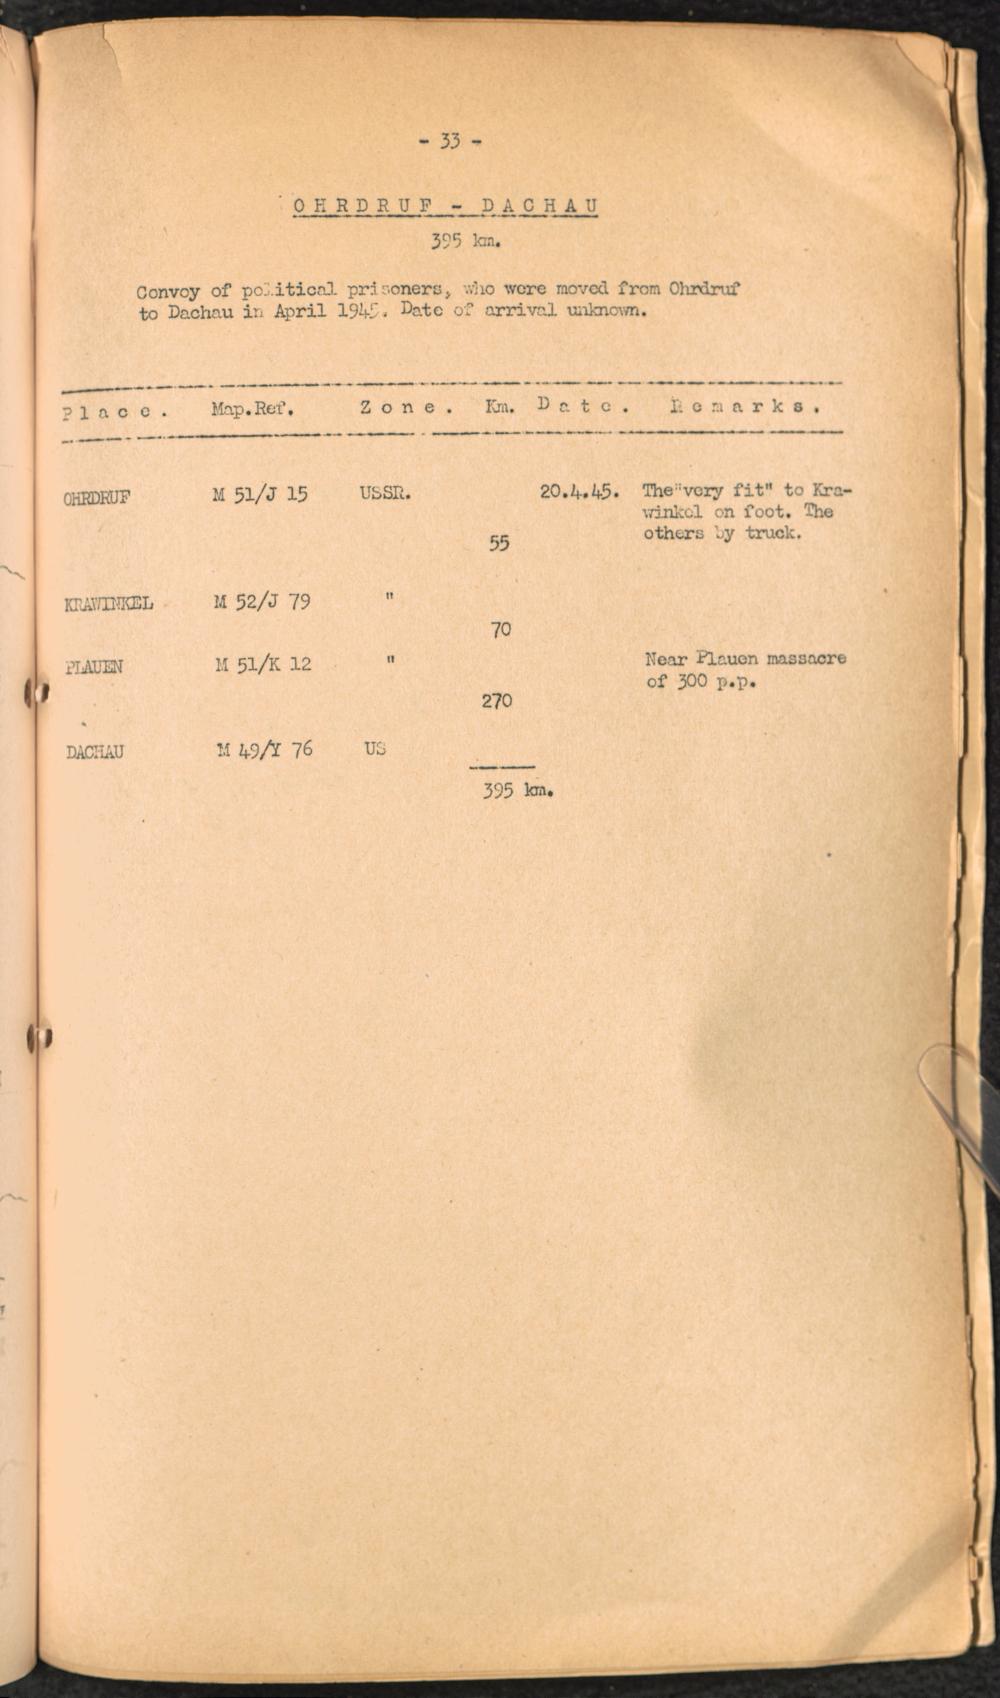 - 33 -
OHRDRUF - DACHAU
395 km.
Convoy of political prisoners, who were moved from Ohrdruf
to Dachau in April 1945. Date of arrival unknown.
Place. Map.Ref. Zone. Km. Date. Remarks.
OHRDRUF M 51/J 15 USSR. 20.4.45. The"very fit" to Kra-
winkel on foot. The
others by truck.
55
KRAWINKEL M 52/J 79 "
70
PLAUEN M 51/K 12 " Near Plauen massacre
of 300 p.p.
270
DACHAU M 49/Y 76 US
395 km.